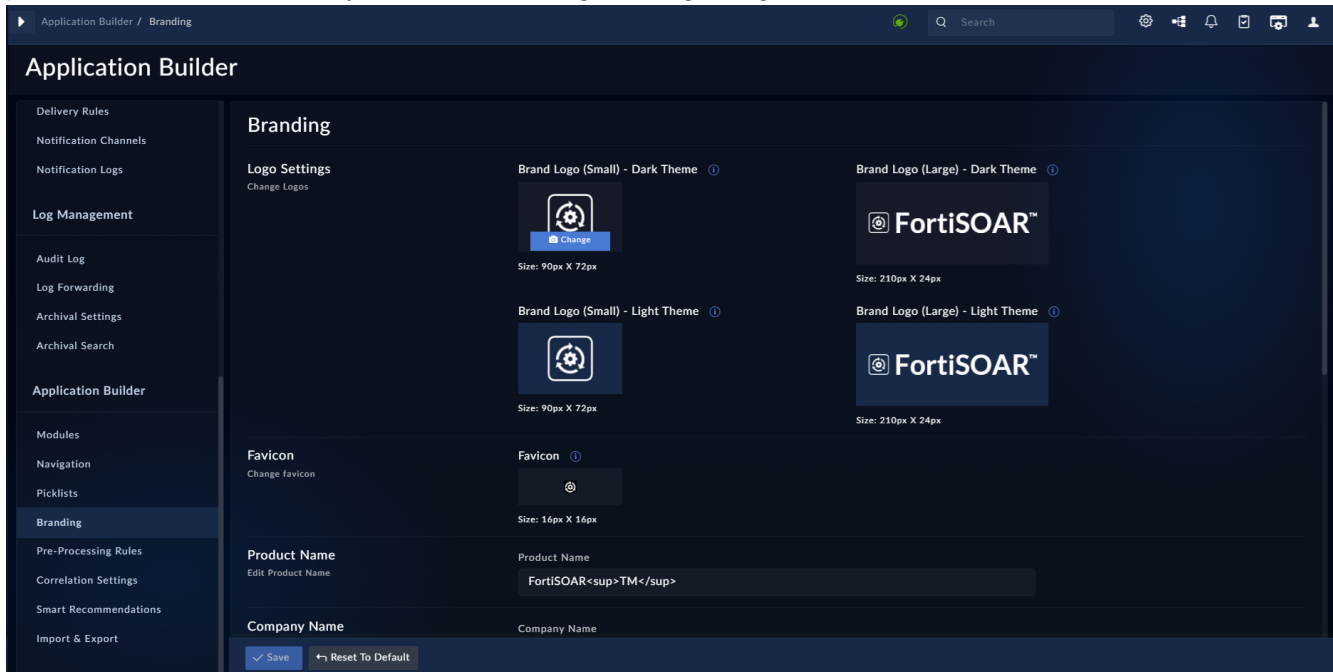 Application Builder / Branding
Search
Application Builder
Delivery Rules
Notification Channels
Notification Logs
Log Management
Audit Log
Log Forwarding
Archival Settings
Archival Search
Application Builder
Modules
Navigation
Picklists
Branding
Pre-Processing Rules
Correlation Settings
Smart Recommendations
Import & Export
Branding
Logo Settings
Change Logos
Brand Logo (Small) - Dark Theme
Change
Size: 90px X 72px
Brand Logo (Large) - Dark Theme
FortiSOAR™
Size: 210px X 24px
Brand Logo (Small) - Light Theme
Size: 90px X 72px
Brand Logo (Large) - Light Theme
FortiSOAR™
Size: 210px X 24px
Favicon
Change favicon
Favicon
Size: 16px X 16px
Product Name
Edit Product Name
Product Name
FortiSOAR<sup>TM</sup>
Company Name
Company Name
Save
Reset To Default